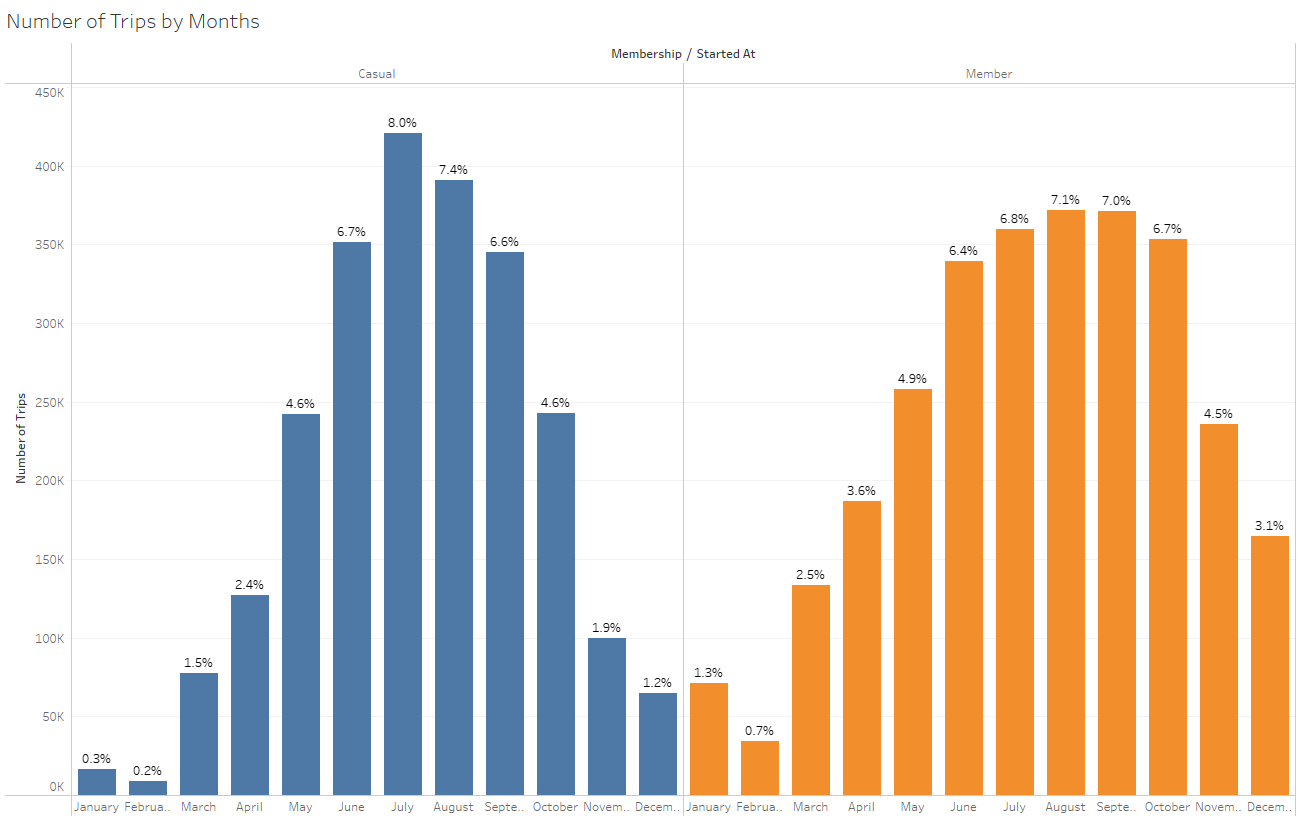 Number of Trips by Months
Membership / Started At
Casual Member
450K
400K
350K
300K
250K
200K
150K
100K
50K
0K
Number of Trips
0.3% 0.2% 1.5% 2.4% 4.6% 6.7% 8.0% 7.4% 6.6% 4.6% 1.9% 1.2% 1.3% 0.7% 2.5% 3.6% 4.9% 6.4% 6.8% 7.1% 7.0% 6.7% 4.5% 3.1%
January Februa.. March April May June July August Septe.. October Novem.. Decem.. January Februa.. March April May June July August Septe.. October Novem.. Decem..